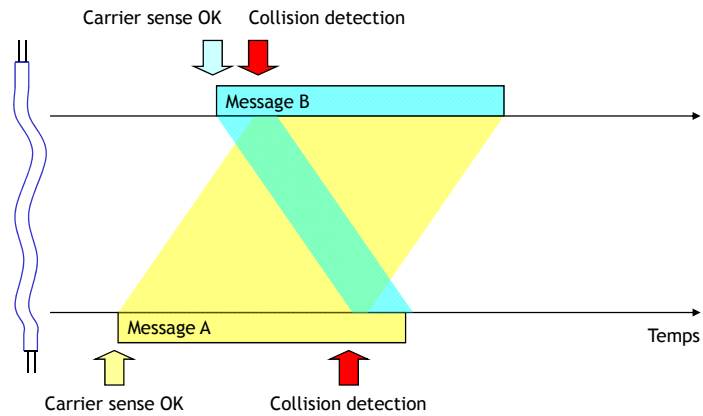 Carrier sense OK
Collision detection
Message B
Message A
Temps
Carrier sense OK
Collision detection